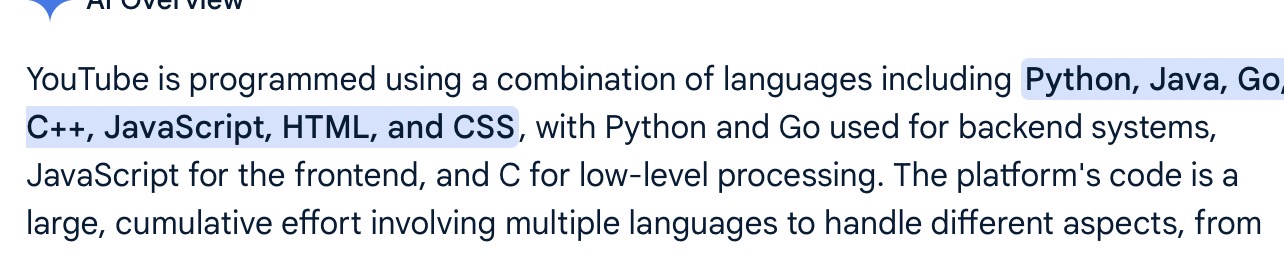 AI Overview
YouTube is programmed using a combination of languages including Python, Java, Go,
C++, JavaScript, HTML, and CSS, with Python and Go used for backend systems,
JavaScript for the frontend, and C for low-level processing. The platform's code is a
large, cumulative effort involving multiple languages to handle different aspects, from